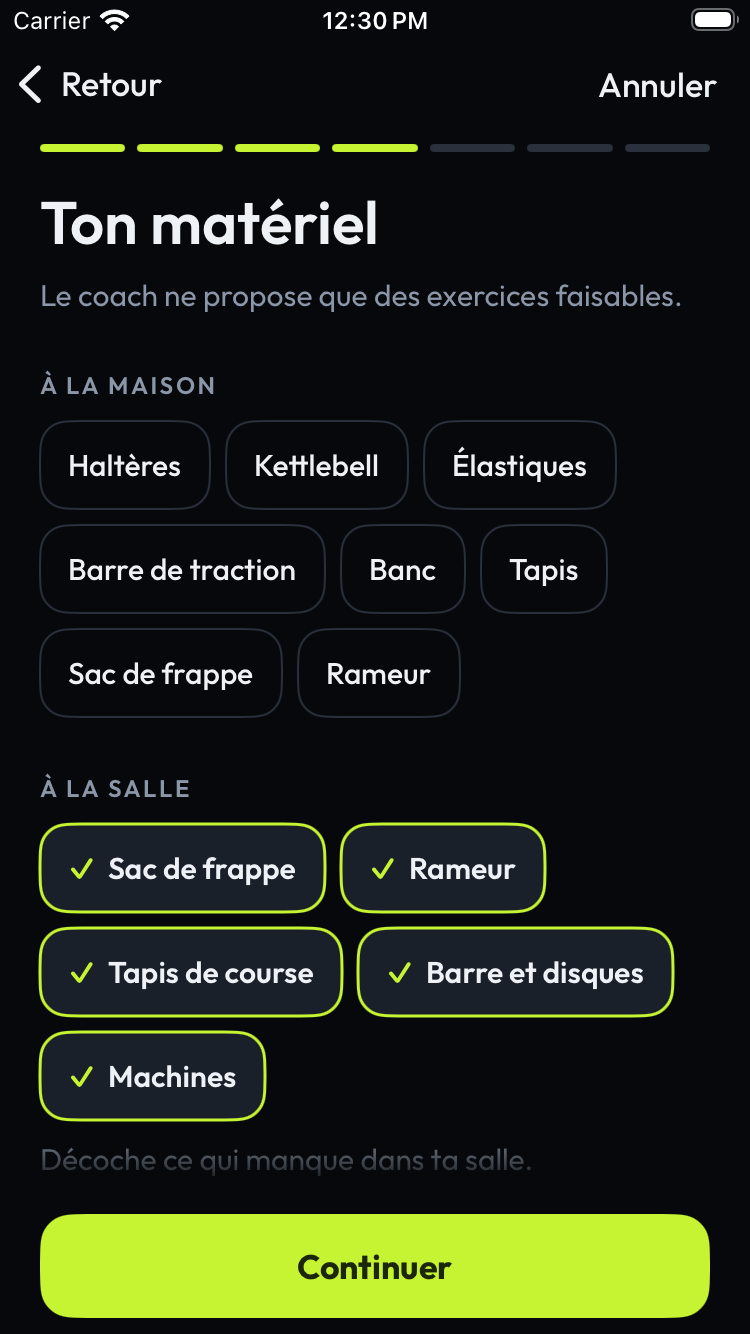 Carrier 12:30 PM
Retour Annuler
Ton matériel
Le coach ne propose que des exercices faisables.
À LA MAISON
Haltères Kettlebell Élastiques
Barre de traction Banc Tapis
Sac de frappe Rameur
À LA SALLE
Sac de frappe Rameur
Tapis de course Barre et disques
Machines
Décoche ce qui manque dans ta salle.
Continuer